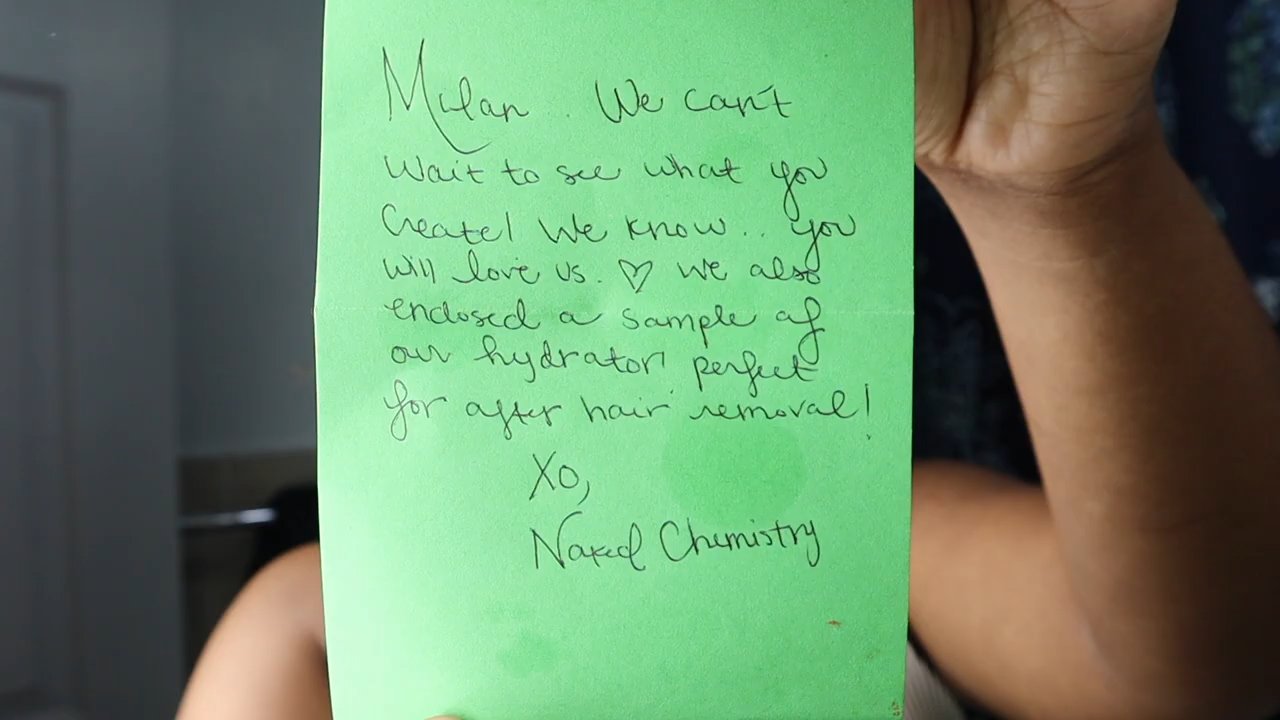 Milan.. We can't
wait to see what you
create! We know.. you
will love us. ♡ We also
enclosed a sample of
our hydrator! perfect
for after hair removal!
XO,
Naked Chemistry